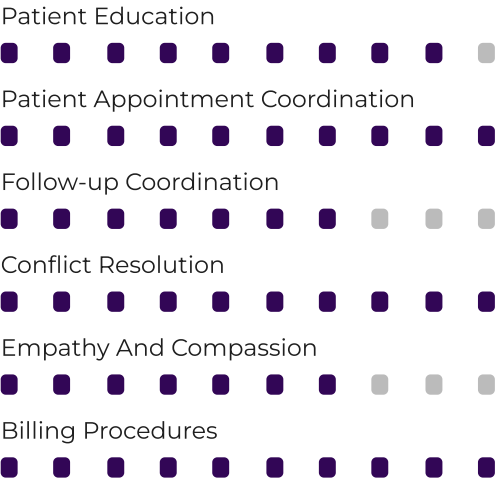 Patient Education
Patient Appointment Coordination
Follow-up Coordination
Conflict Resolution
Empathy And Compassion
Billing Procedures